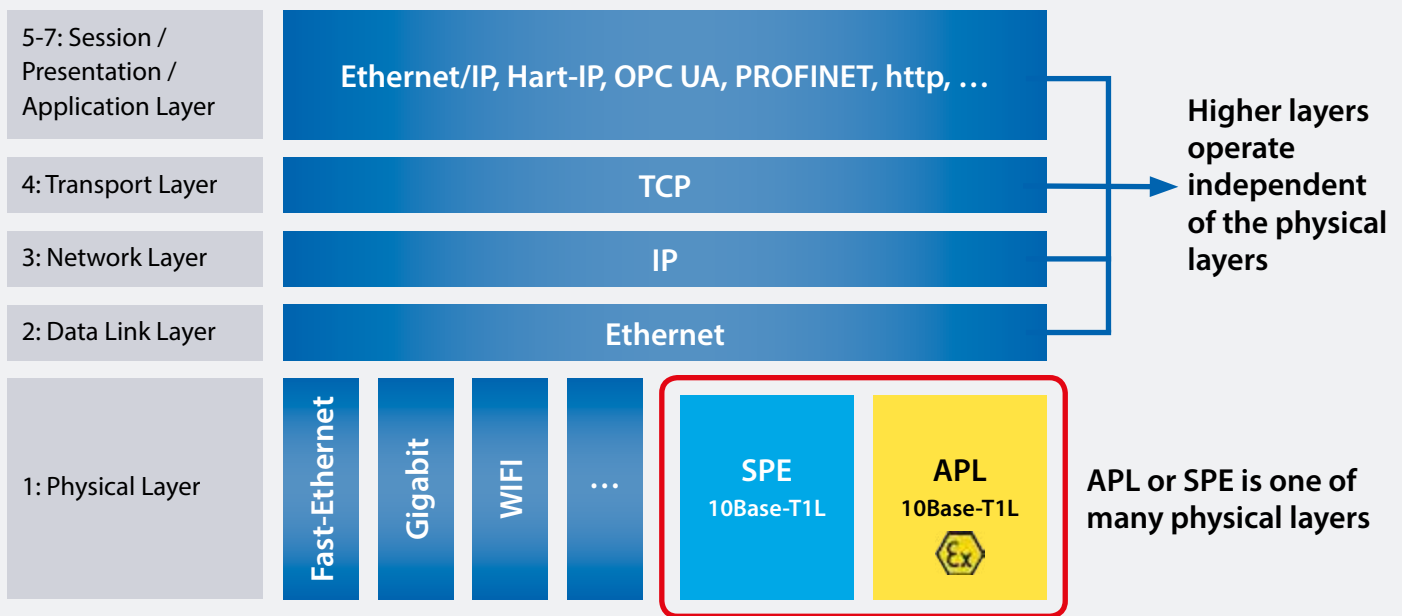 5-7: Session /
Presentation /
Application Layer
Ethernet/IP, Hart-IP, OPC UA, PROFINET, http, …
Higher layers
operate
independent
of the physical
layers
4: Transport Layer
TCP
3: Network Layer
IP
2: Data Link Layer
Ethernet
1: Physical Layer
Fast-Ethernet
Gigabit
WIFI
…
SPE
10Base-T1L
APL
10Base-T1L
Ex
APL or SPE is one of
many physical layers